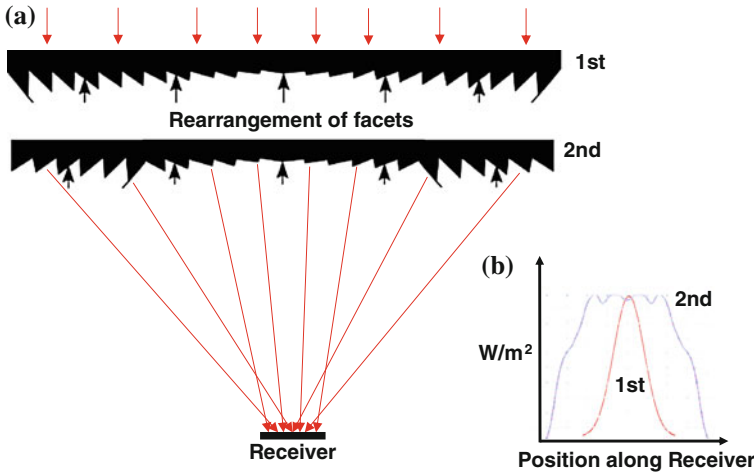 (a)
1st
Rearrangement of facets
2nd
(b)
2nd
W/m²
1st
Receiver
Position along Receiver